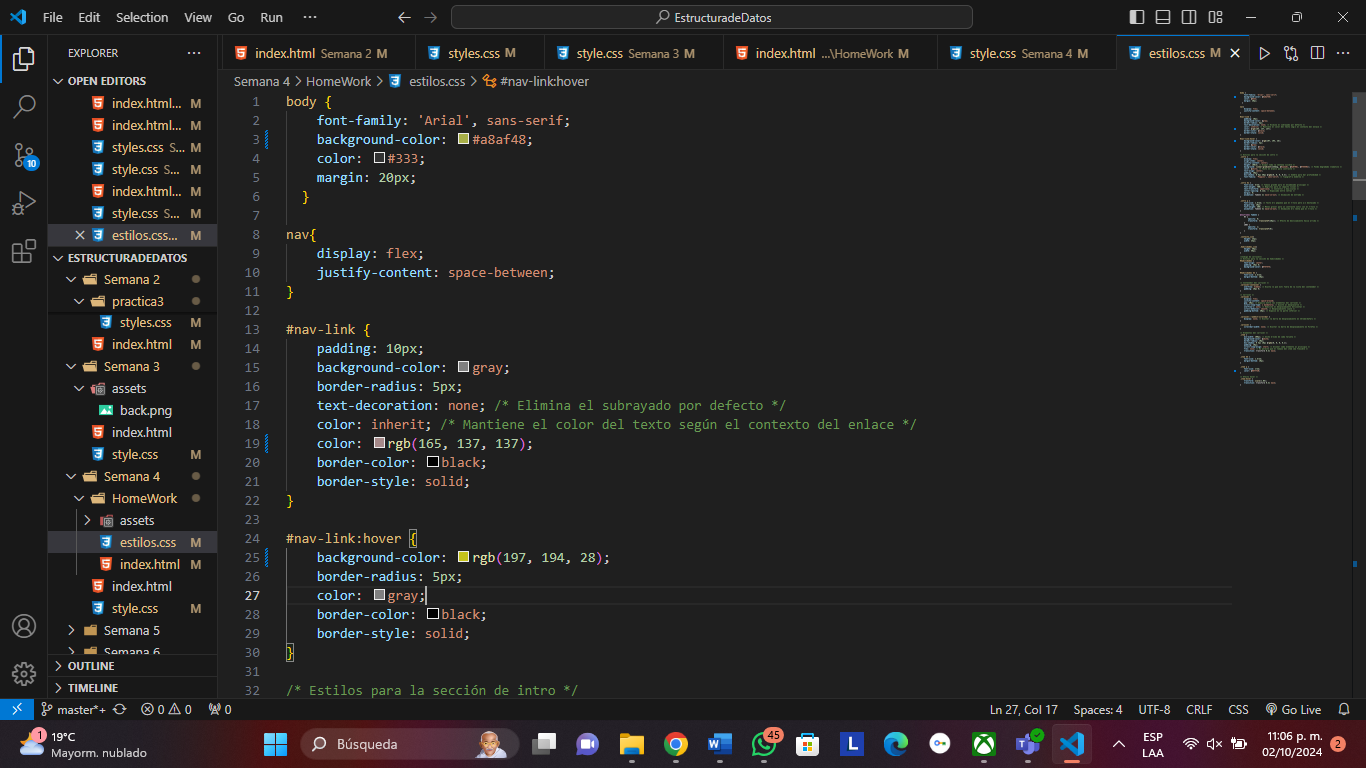 File Edit Selection View Go Run ··· EstructuradeDatos
EXPLORER ···
OPEN EDITORS
index.html... M
index.html... M
styles.css S... M
style.css S... M
index.html... M
style.css S... M
estilos.css... M
ESTRUCTURADEDATOS
Semana 2
practica3
styles.css M
index.html M
Semana 3
assets
back.png
index.html
style.css M
Semana 4
HomeWork
assets
estilos.css M
index.html M
index.html
style.css M
Semana 5
Semana 6
OUTLINE
TIMELINE
10
index.html Semana 2 M styles.css M style.css Semana 3 M index.html ...\HomeWork M style.css Semana 4 M estilos.css M
Semana 4 > HomeWork > estilos.css > #nav-link:hover
1 body {
2 font-family: 'Arial', sans-serif;
3 background-color: #a8af48;
4 color: #333;
5 margin: 20px;
6 }
7
8 nav{
9 display: flex;
10 justify-content: space-between;
11 }
12
13 #nav-link {
14 padding: 10px;
15 background-color: gray;
16 border-radius: 5px;
17 text-decoration: none; /* Elimina el subrayado por defecto */
18 color: inherit; /* Mantiene el color del texto según el contexto del enlace */
19 color: rgb(165, 137, 137);
20 border-color: black;
21 border-style: solid;
22 }
23
24 #nav-link:hover {
25 background-color: rgb(197, 194, 28);
26 border-radius: 5px;
27 color: gray;
28 border-color: black;
29 border-style: solid;
30 }
31
32 /* Estilos para la sección de intro */
master*+ 0 0 0 Ln 27, Col 17 Spaces: 4 UTF-8 CRLF CSS Go Live
1 19°C
Mayorm. nublado
Búsqueda
45
ESP
LAA
11:06 p. m.
02/10/2024
2